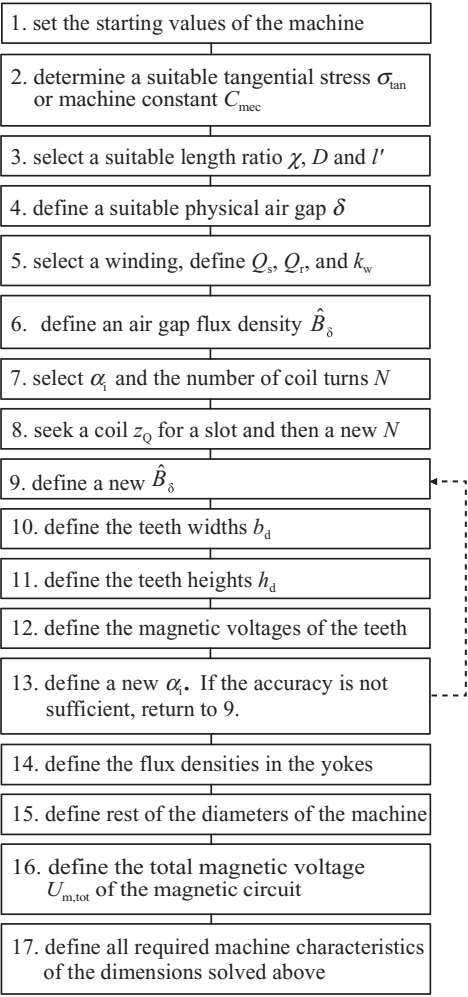 1. set the starting values of the machine
2. determine a suitable tangential stress σ_tan
or machine constant C_mec
3. select a suitable length ratio χ, D and l′
4. define a suitable physical air gap δ
5. select a winding, define Q_s, Q_r, and k_w
6. define an air gap flux density B̂_δ
7. select α_i and the number of coil turns N
8. seek a coil z_Q for a slot and then a new N
9. define a new B̂_δ
10. define the teeth widths b_d
11. define the teeth heights h_d
12. define the magnetic voltages of the teeth
13. define a new α_i. If the accuracy is not
sufficient, return to 9.
14. define the flux densities in the yokes
15. define rest of the diameters of the machine
16. define the total magnetic voltage
U_m,tot of the magnetic circuit
17. define all required machine characteristics
of the dimensions solved above